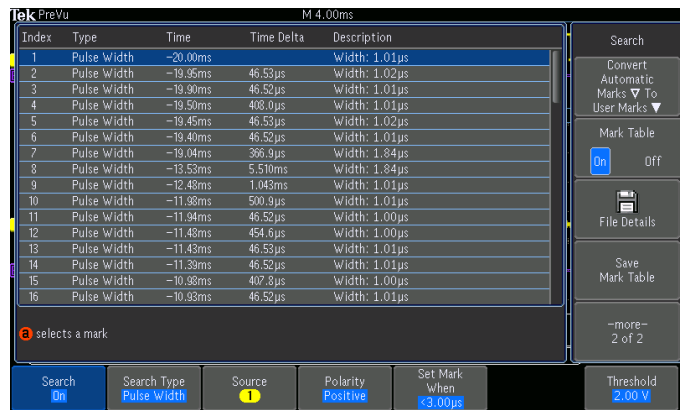 Tek PreVu M 4.00ms
Index Type Time Time Delta Description
1 Pulse Width -20.00ms Width: 1.01µs
2 Pulse Width -19.95ms 46.53µs Width: 1.02µs
3 Pulse Width -19.90ms 46.52µs Width: 1.01µs
4 Pulse Width -19.50ms 408.0µs Width: 1.01µs
5 Pulse Width -19.45ms 46.53µs Width: 1.02µs
6 Pulse Width -19.40ms 46.52µs Width: 1.01µs
7 Pulse Width -19.04ms 366.9µs Width: 1.84µs
8 Pulse Width -13.53ms 5.510ms Width: 1.84µs
9 Pulse Width -12.48ms 1.043ms Width: 1.01µs
10 Pulse Width -11.98ms 500.9µs Width: 1.01µs
11 Pulse Width -11.94ms 46.52µs Width: 1.00µs
12 Pulse Width -11.48ms 454.6µs Width: 1.00µs
13 Pulse Width -11.43ms 46.53µs Width: 1.01µs
14 Pulse Width -11.39ms 46.52µs Width: 1.01µs
15 Pulse Width -10.98ms 407.8µs Width: 1.00µs
16 Pulse Width -10.93ms 46.52µs Width: 1.01µs
a selects a mark
Search
Convert
Automatic
Marks ▽ To
User Marks ▼
Mark Table
On Off
File Details
Save
Mark Table
-more-
2 of 2
Search
On
Search Type
Pulse Width
Source
1
Polarity
Positive
Set Mark
When
<3.00µs
Threshold
2.00 V